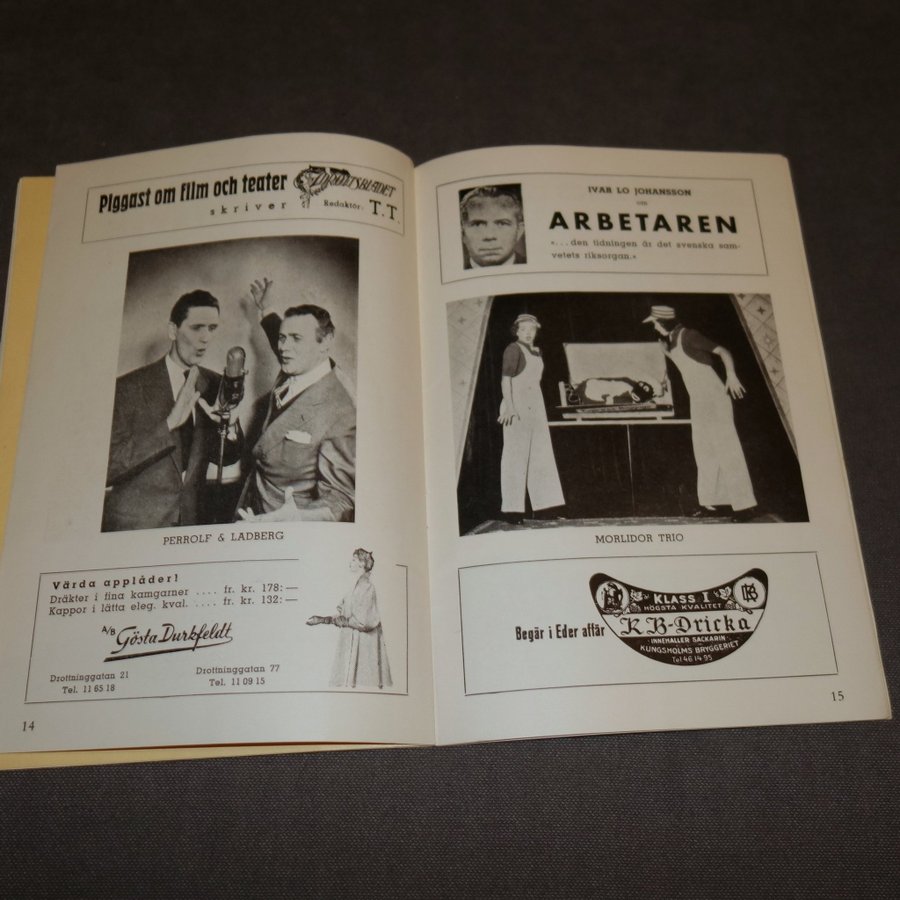 Piggast om film och teater
skriver
Redaktör: T.T.
PERROLF & LADBERG
Värda applåder!
Dräkter i fina kamgarner .... fr. kr. 178:—
Kappor i lätta eleg. kval. .... fr. kr. 132:—
A/B Gösta Durkfeldt
Drottninggatan 21
Tel. 11 65 18
Drottninggatan 77
Tel. 11 09 15
14
IVAR LO JOHANSSON
om
ARBETAREN
«...den tidningen är det svenska sam-
vetets riksorgan.»
MORLIDOR TRIO
Begär i Eder affär
KLASS I
HÖGSTA KVALITET
KB-Dricka
INNEHÅLLER SACKARIN
KUNGSHOLMS BRYGGERIET
Tel 46 14 95
15